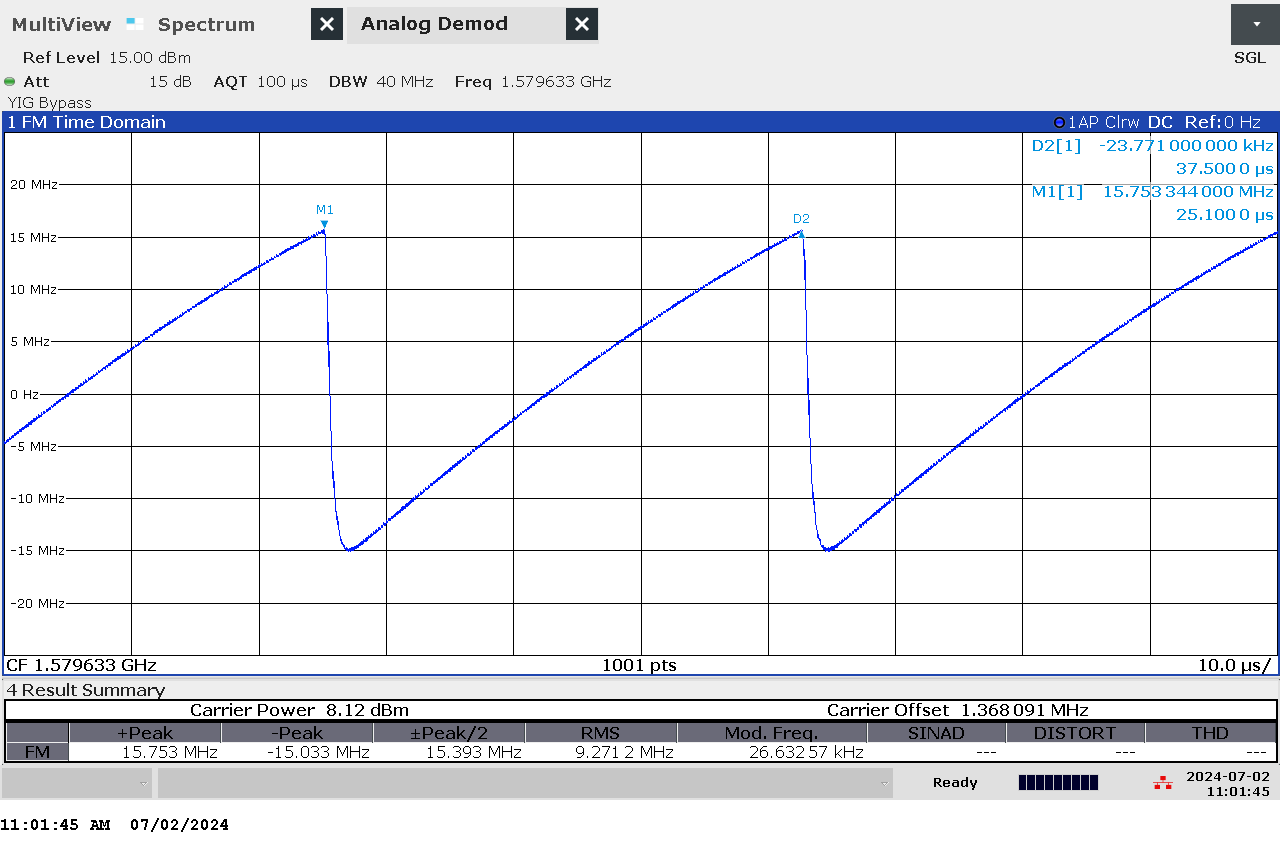 MultiView Spectrum Analog Demod
Ref Level 15.00 dBm SGL
Att 15 dB AQT 100 µs DBW 40 MHz Freq 1.579633 GHz
YIG Bypass
1 FM Time Domain 1AP Clrw DC Ref:0 Hz
D2[1] -23.771 000 000 kHz
37.500 0 µs
M1[1] 15.753 344 000 MHz
25.100 0 µs
20 MHz
M1
D2
15 MHz
10 MHz
5 MHz
0 Hz
-5 MHz
-10 MHz
-15 MHz
-20 MHz
CF 1.579633 GHz 1001 pts 10.0 µs/
4 Result Summary
Carrier Power 8.12 dBm Carrier Offset 1.368 091 MHz
+Peak -Peak ±Peak/2 RMS Mod. Freq. SINAD DISTORT THD
FM 15.753 MHz -15.033 MHz 15.393 MHz 9.271 2 MHz 26.632 57 kHz --- --- ---
Ready 2024-07-02
11:01:45
11:01:45 AM 07/02/2024